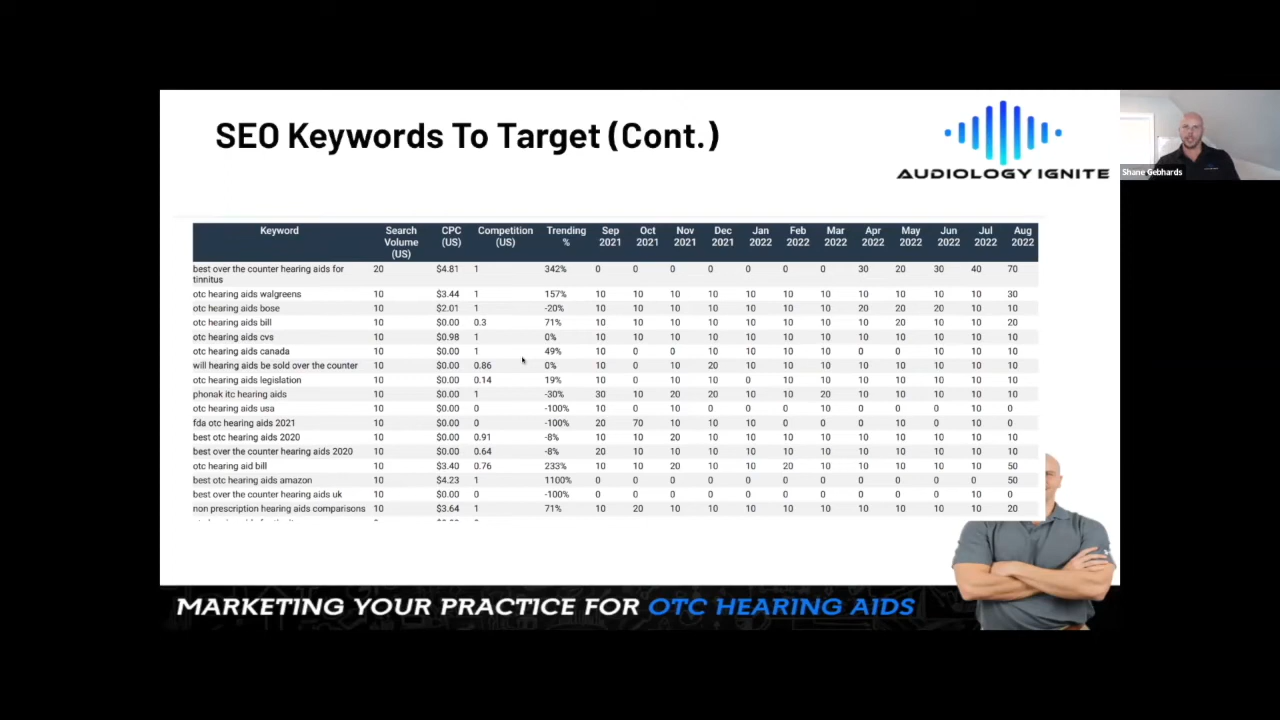 SEO Keywords To Target (Cont.)
AUDIOLOGY IGNITE
Shane Gebhards
Keyword Search Volume (US) CPC (US) Competition (US) Trending % Sep 2021 Oct 2021 Nov 2021 Dec 2021 Jan 2022 Feb 2022 Mar 2022 Apr 2022 May 2022 Jun 2022 Jul 2022 Aug 2022
best over the counter hearing aids for tinnitus 20 $4.81 1 342% 0 0 0 0 0 0 0 30 20 30 40 70
otc hearing aids walgreens 10 $3.44 1 157% 10 10 10 10 10 10 10 10 10 10 10 30
otc hearing aids bose 10 $2.01 1 -20% 10 10 10 10 10 10 10 20 20 20 10 10
otc hearing aids bill 10 $0.00 0.3 71% 10 10 10 10 10 10 10 10 20 10 10 20
otc hearing aids cvs 10 $0.98 1 0% 10 10 10 10 10 10 10 10 10 10 10 10
otc hearing aids canada 10 $0.00 1 49% 10 0 0 10 10 10 10 0 0 10 10 10
will hearing aids be sold over the counter 10 $0.00 0.86 0% 10 0 10 20 10 10 10 10 10 10 10 10
otc hearing aids legislation 10 $0.00 0.14 19% 10 10 10 10 0 10 10 10 10 10 10 10
phonak itc hearing aids 10 $0.00 1 -30% 30 10 20 20 10 10 20 10 10 10 10 10
otc hearing aids usa 10 $0.00 0 -100% 10 0 10 0 0 0 10 0 0 0 10 0
fda otc hearing aids 2021 10 $0.00 0 -100% 20 70 10 10 10 0 0 0 10 0 10 0
best otc hearing aids 2020 10 $0.00 0.91 -8% 10 10 20 10 10 10 10 10 10 10 10 10
best over the counter hearing aids 2020 10 $0.00 0.64 -8% 20 10 10 10 10 10 10 10 10 10 10 10
otc hearing aid bill 10 $3.40 0.76 233% 10 10 20 10 10 20 10 10 10 10 10 50
best otc hearing aids amazon 10 $4.23 1 1100% 0 0 0 0 0 0 0 0 0 0 0 50
best over the counter hearing aids uk 10 $0.00 0 -100% 0 0 0 0 0 0 0 0 0 0 10 0
non prescription hearing aids comparisons 10 $3.64 1 71% 10 20 10 10 10 10 10 10 10 10 10 20
MARKETING YOUR PRACTICE FOR OTC HEARING AIDS